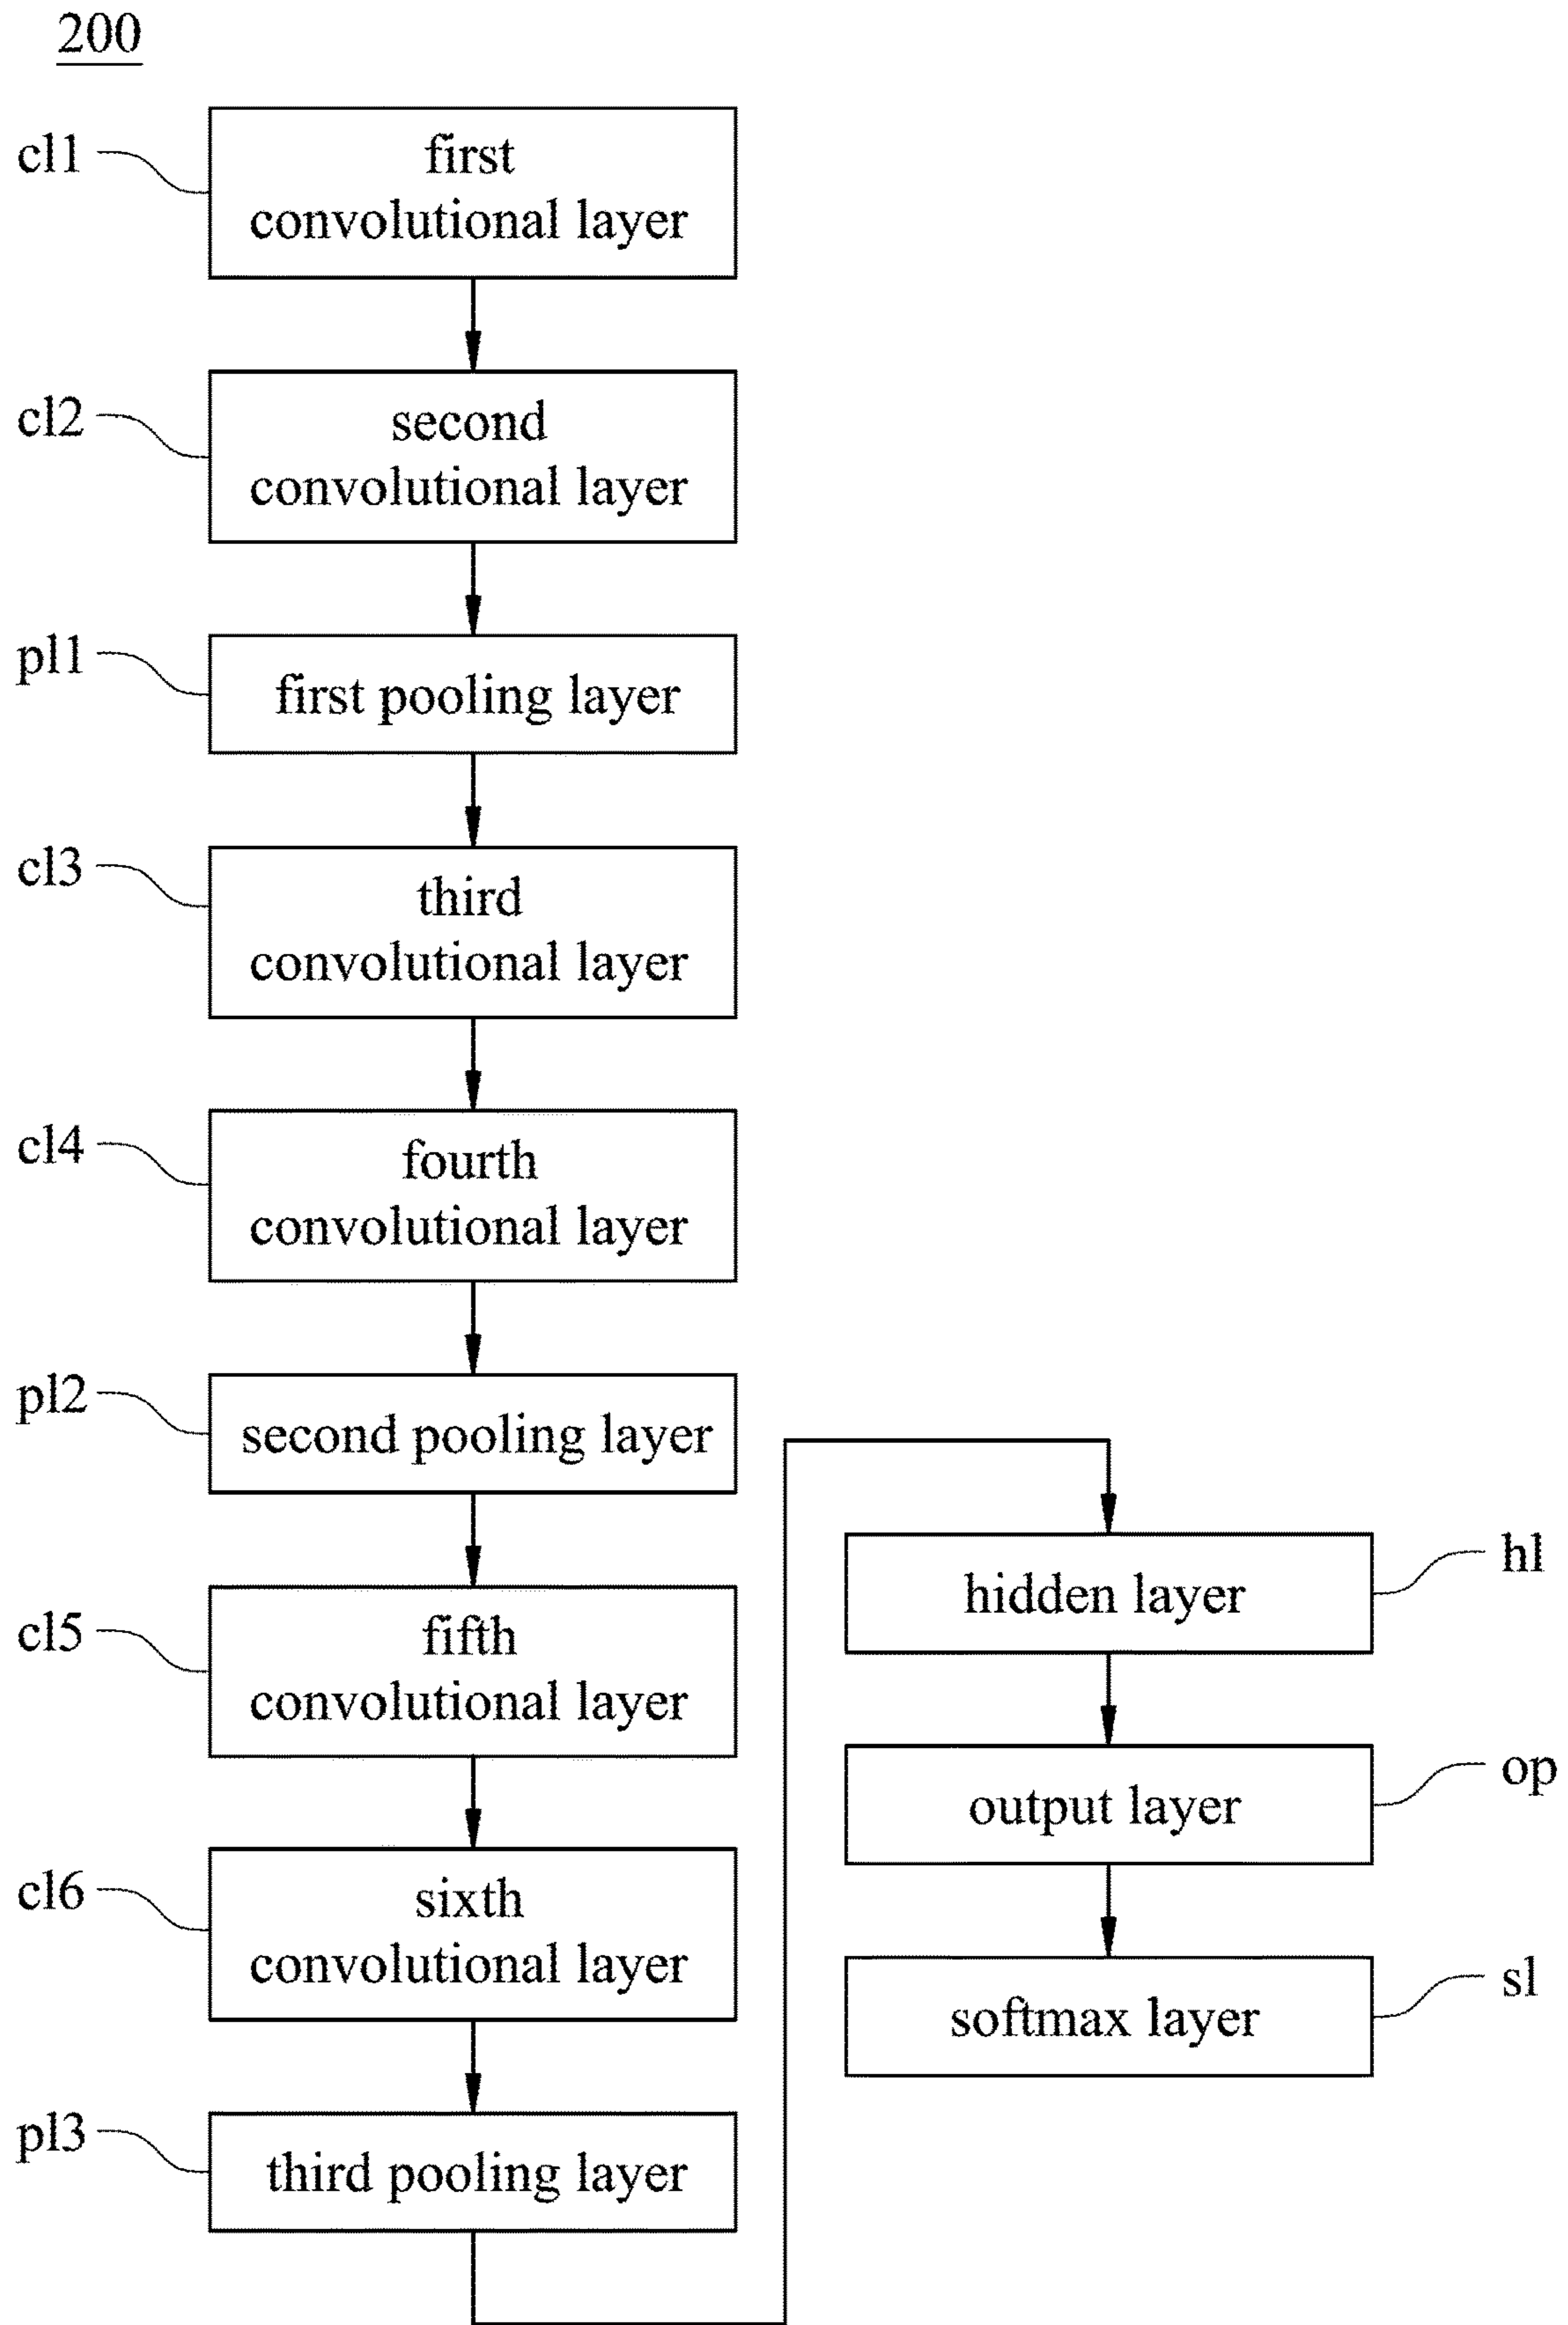 200
cl1
first
convolutional layer
cl2
second
convolutional layer
pl1
first pooling layer
cl3
third
convolutional layer
cl4
fourth
convolutional layer
pl2
second pooling layer
cl5
fifth
convolutional layer
cl6
sixth
convolutional layer
pl3
third pooling layer
hidden layer
hl
output layer
op
softmax layer
sl